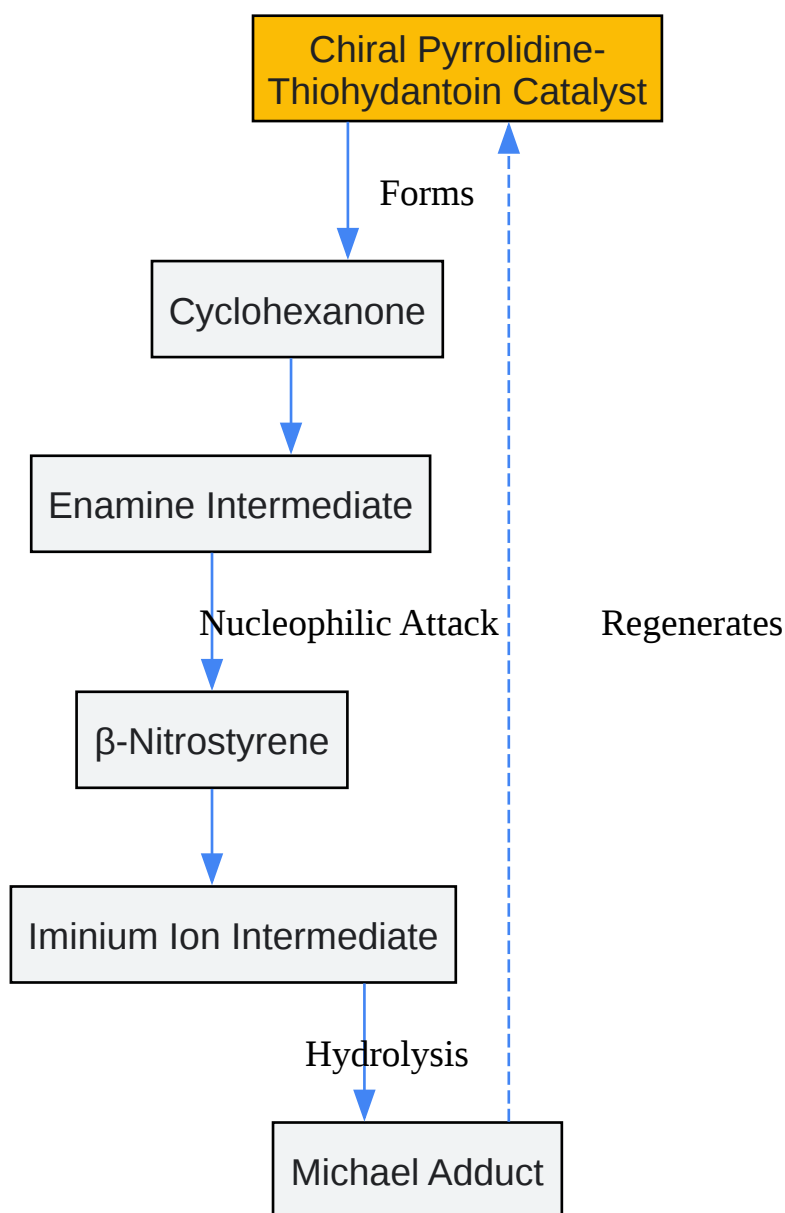 Chiral Pyrrolidine-
Thiohydantoin Catalyst
Forms
Cyclohexanone
Enamine Intermediate
Nucleophilic Attack
Regenerates
β-Nitrostyrene
Iminium Ion Intermediate
Hydrolysis
Michael Adduct